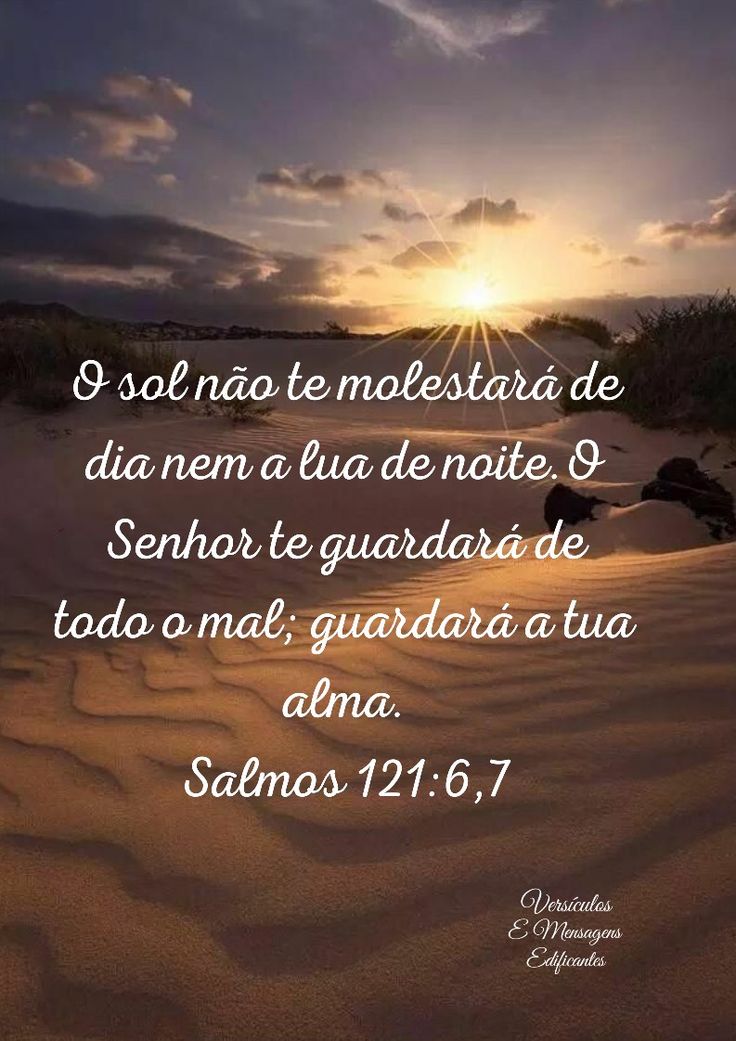 O sol não te molestará de
dia nem a lua de noite. O
Senhor te guardará de
todo o mal; guardará a tua
alma.
Salmos 121:6,7
Versículos
E Mensagens
Edificantes